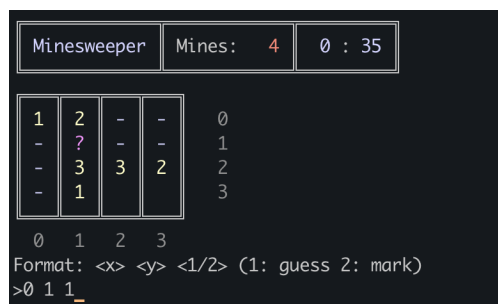 Minesweeper Mines: 4 0 : 35
1 2 - - 0
- ? - - 1
- 3 3 2 2
- 1 3
0 1 2 3
Format: <x> <y> <1/2> (1: guess 2: mark)
>0 1 1_